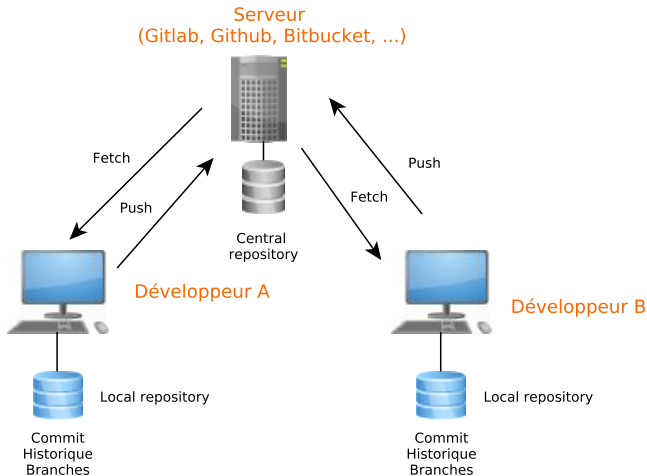 Serveur
(Gitlab, Github, Bitbucket, ...)
Fetch
Push
Push
Fetch
Central
repository
Développeur A
Développeur B
Local repository
Local repository
Commit
Historique
Branches
Commit
Historique
Branches